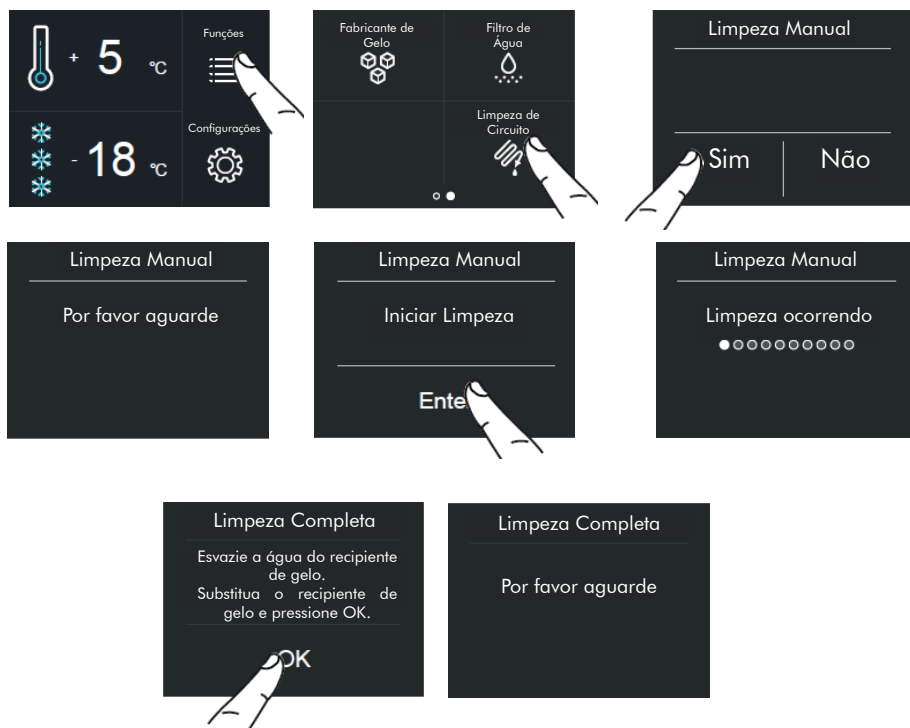 Funções
+ 5 °C
Configurações
- 18 °C
Fabricante de
Gelo
Filtro de
Água
Limpeza de
Circuito
Limpeza Manual
Sim
Não
Limpeza Manual
Por favor aguarde
Limpeza Manual
Iniciar Limpeza
Limpeza Manual
Limpeza ocorrendo
Limpeza Completa
Esvazie a água do recipiente
de gelo.
Substitua o recipiente de
gelo e pressione OK.
OK
Limpeza Completa
Por favor aguarde